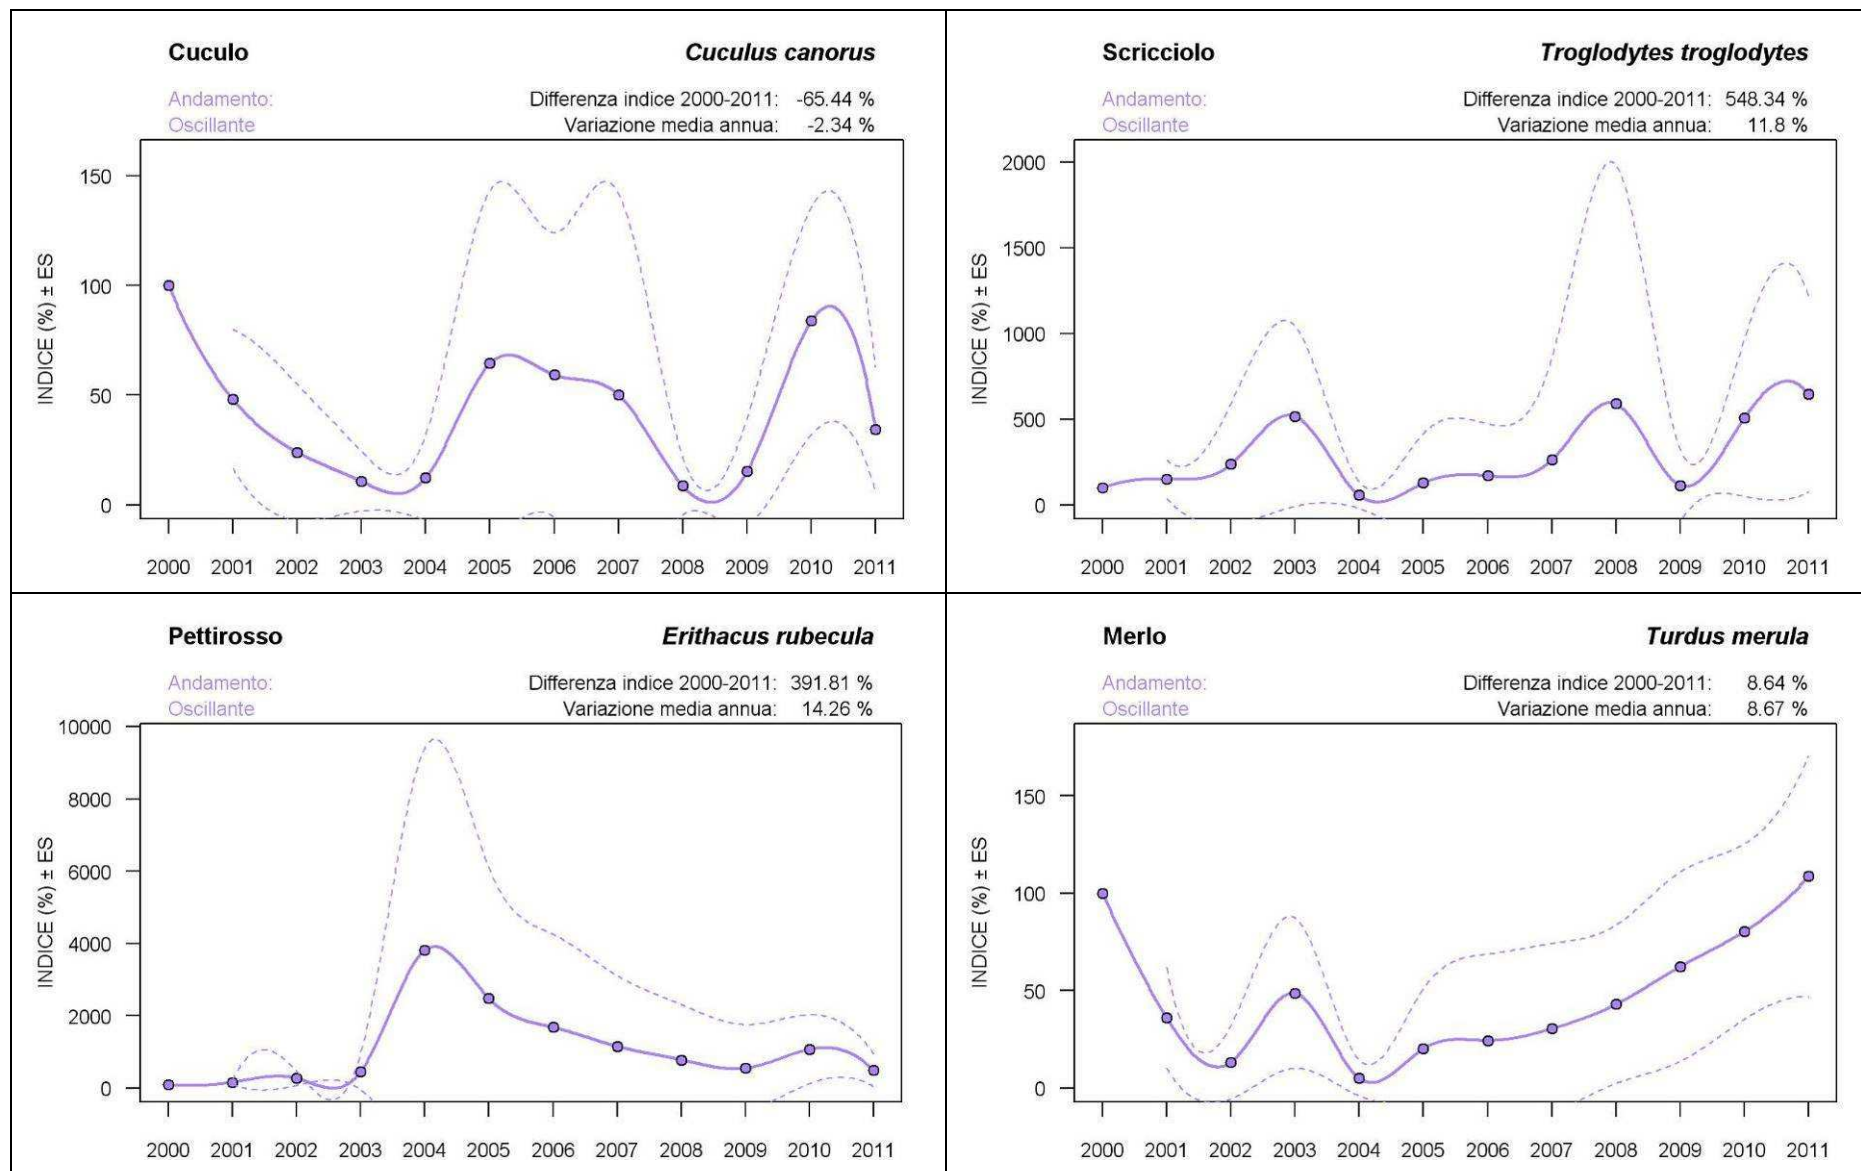 Cuculo Cuculus canorus
Andamento: Differenza indice 2000-2011: -65.44 %
Oscillante Variazione media annua: -2.34 %
150
100
50
0
INDICE (%) ± ES
2000 2001 2002 2003 2004 2005 2006 2007 2008 2009 2010 2011
Scricciolo Troglodytes troglodytes
Andamento: Differenza indice 2000-2011: 548.34 %
Oscillante Variazione media annua: 11.8 %
2000
1500
1000
500
0
INDICE (%) ± ES
2000 2001 2002 2003 2004 2005 2006 2007 2008 2009 2010 2011
Pettirosso Erithacus rubecula
Andamento: Differenza indice 2000-2011: 391.81 %
Oscillante Variazione media annua: 14.26 %
10000
8000
6000
4000
2000
0
INDICE (%) ± ES
2000 2001 2002 2003 2004 2005 2006 2007 2008 2009 2010 2011
Merlo Turdus merula
Andamento: Differenza indice 2000-2011: 8.64 %
Oscillante Variazione media annua: 8.67 %
150
100
50
0
INDICE (%) ± ES
2000 2001 2002 2003 2004 2005 2006 2007 2008 2009 2010 2011